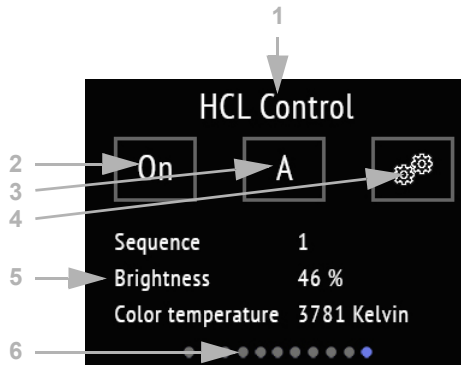 1
HCL Control
2
3
4
On
A
Sequence 1
5
Brightness 46 %
Color temperature 3781 Kelvin
6